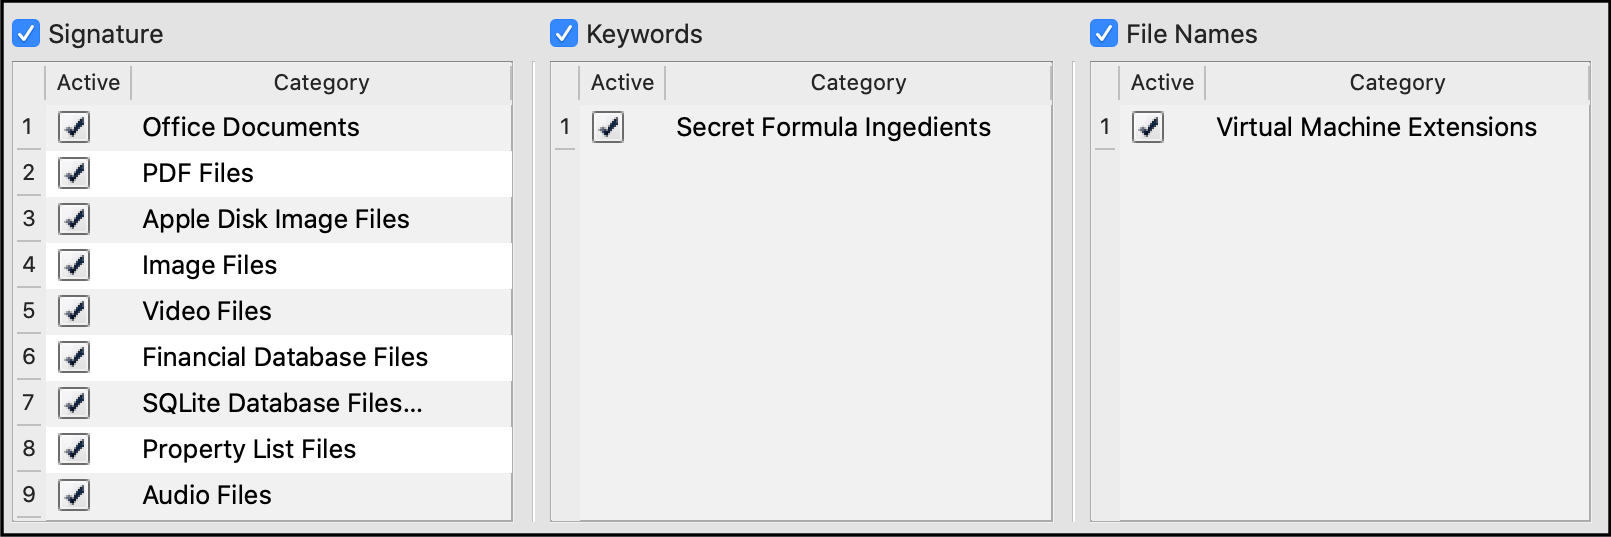 Signature
Active Category
1 Office Documents
2 PDF Files
3 Apple Disk Image Files
4 Image Files
5 Video Files
6 Financial Database Files
7 SQLite Database Files...
8 Property List Files
9 Audio Files
Keywords
Active Category
1 Secret Formula Ingedients
File Names
Active Category
1 Virtual Machine Extensions